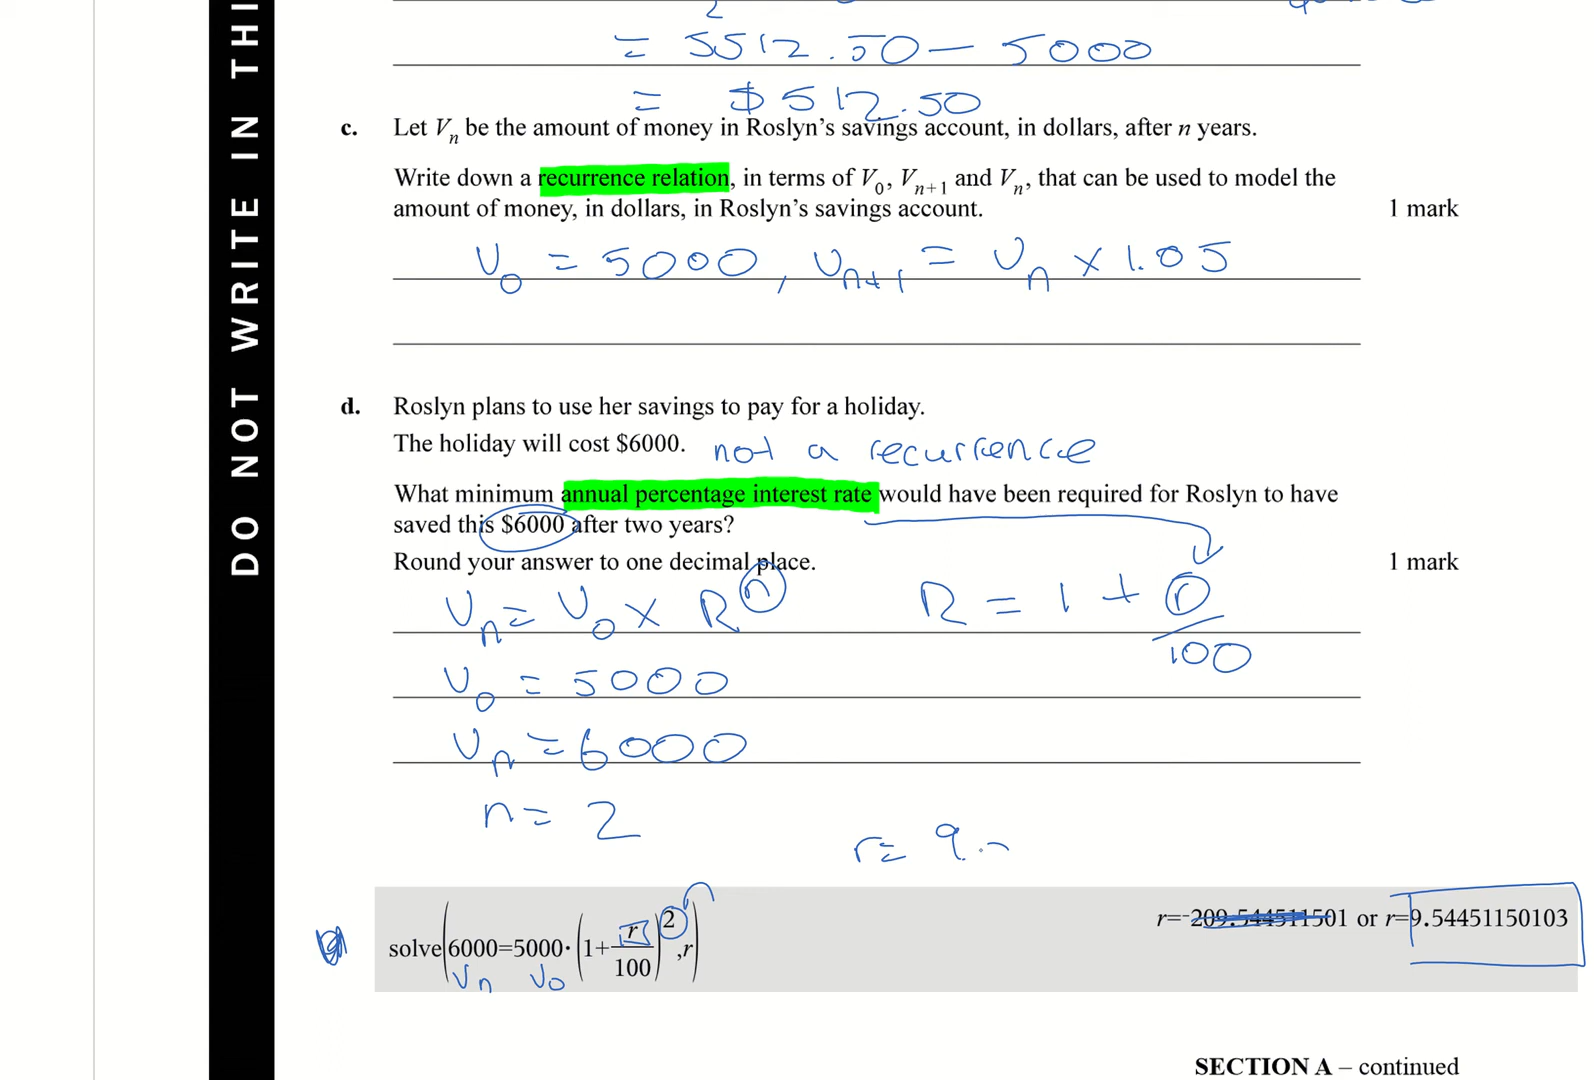 2
= 5512.50 - 5000
= $512.50
DO NOT WRITE IN THI
c. Let Vn be the amount of money in Roslyn's savings account, in dollars, after n years.
Write down a recurrence relation, in terms of V0, Vn+1 and Vn, that can be used to model the
amount of money, in dollars, in Roslyn's savings account. 1 mark
V0 = 5000, Vn+1 = Vn × 1.05
d. Roslyn plans to use her savings to pay for a holiday.
The holiday will cost $6000. not a recurrence
What minimum annual percentage interest rate would have been required for Roslyn to have
saved this $6000 after two years?
Round your answer to one decimal place. 1 mark
Vn = V0 × R^n R = 1 + r/100
V0 = 5000
Vn = 6000
n = 2
r = 9.
solve(6000=5000·(1+r/100)^2,r) r=-209.544511501 or r=9.54451150103
Vn V0
SECTION A – continued